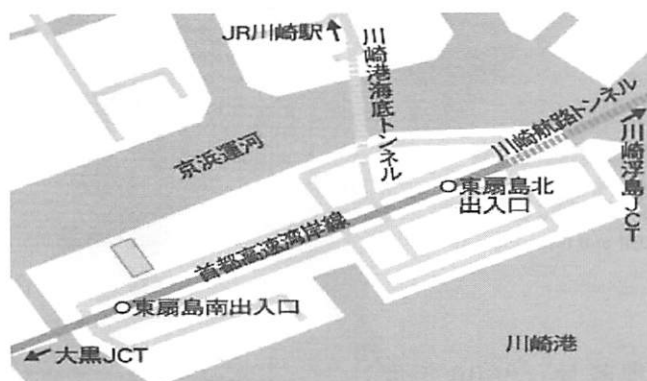 JR川崎駅
川崎港海底トンネル
川崎航路トンネル
川崎浮島JCT
京浜運河
東扇島北
出入口
首都高速湾岸線
東扇島南出入口
大黒JCT
川崎港